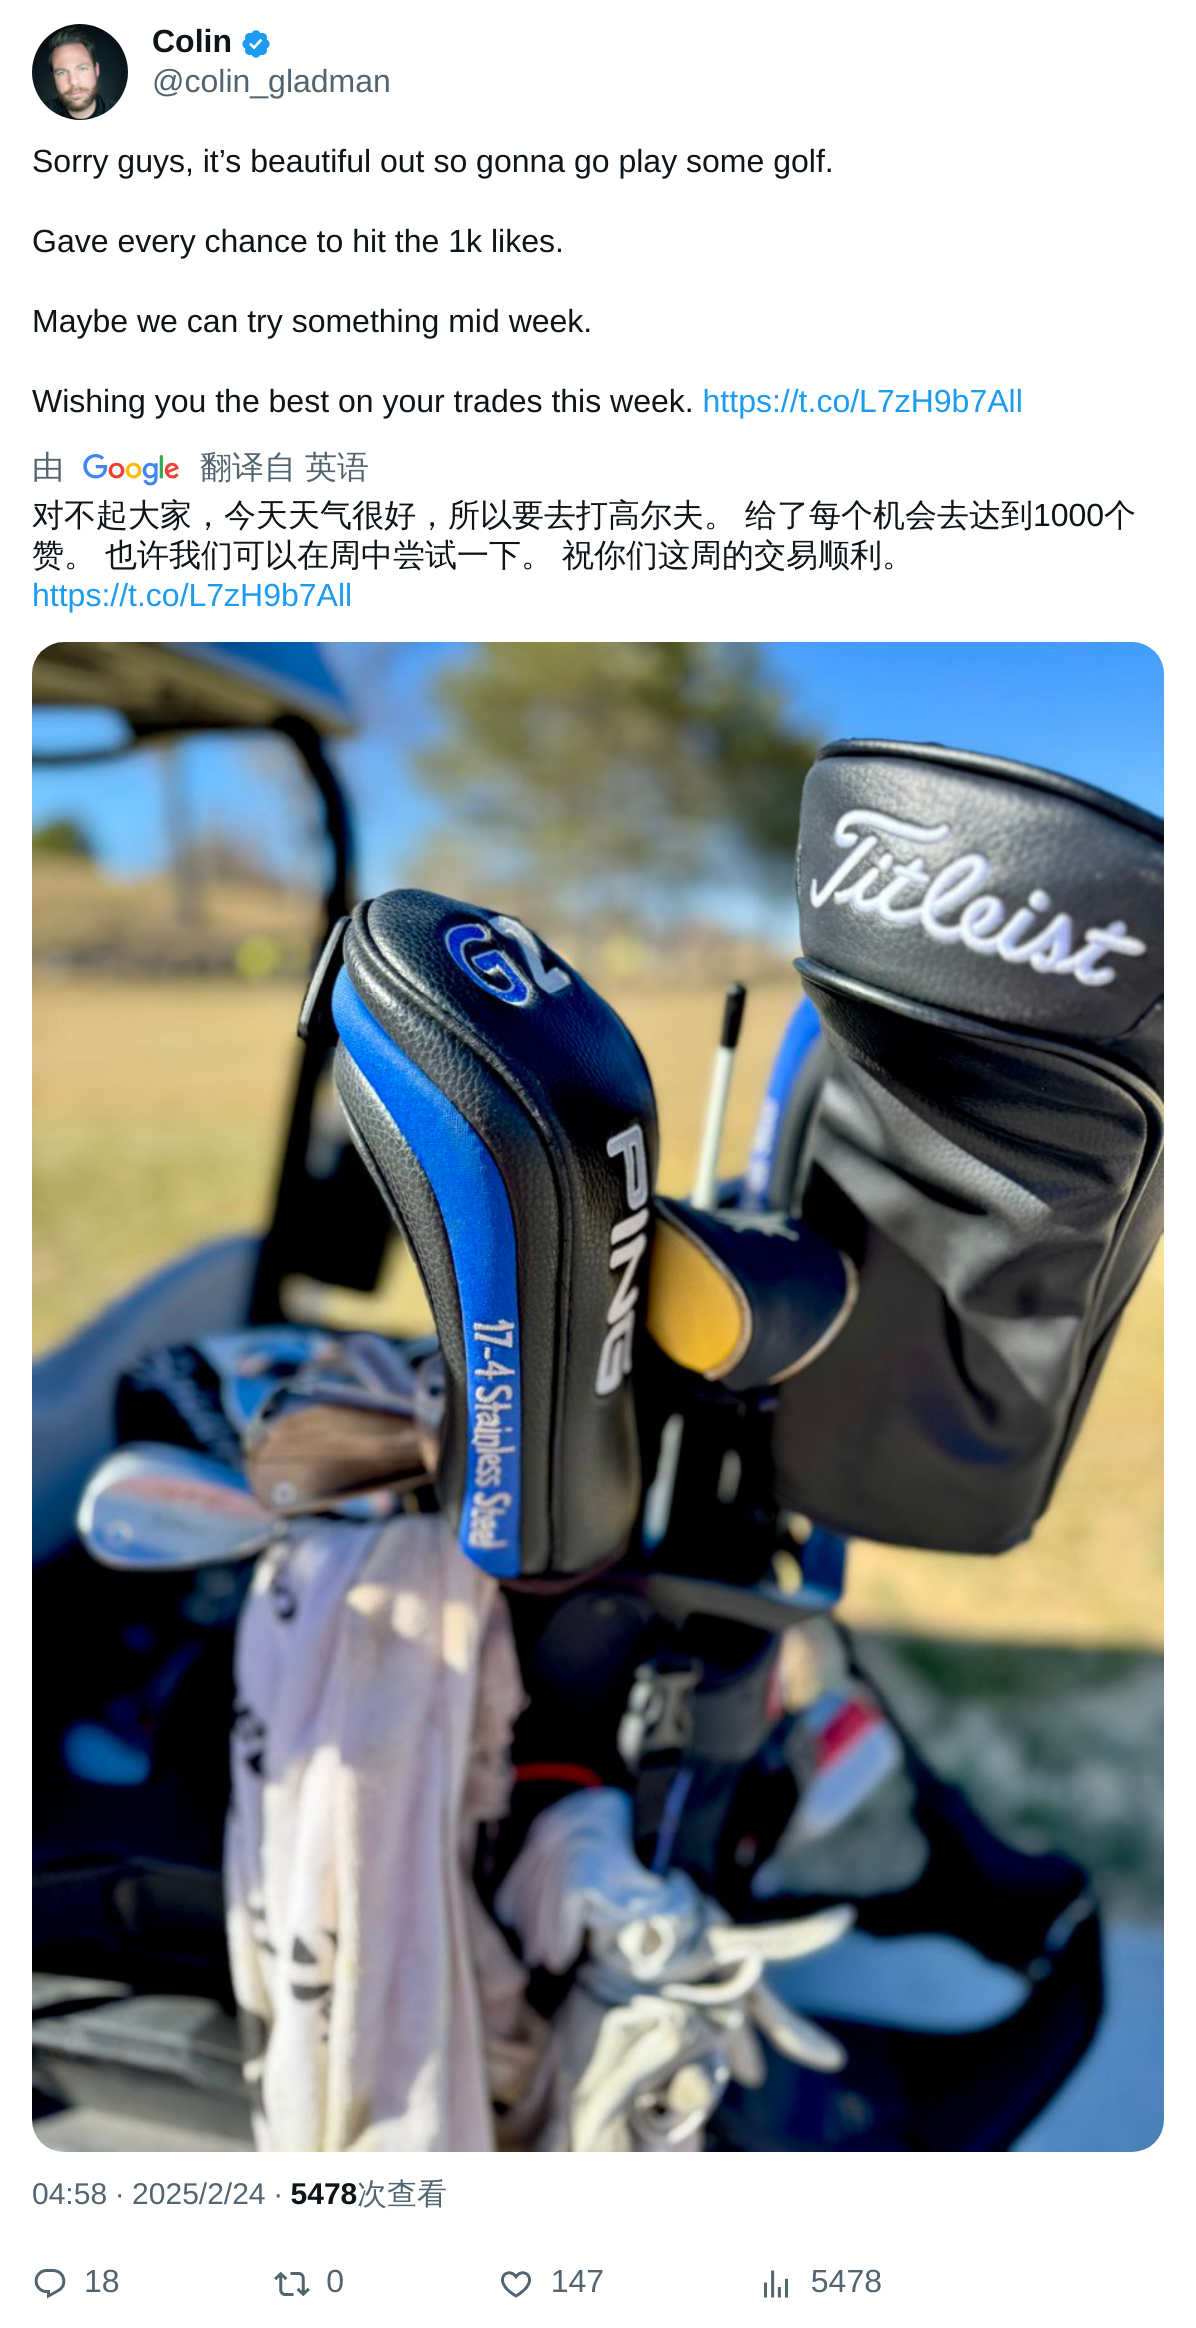 Colin
@colin_gladman
Sorry guys, it’s beautiful out so gonna go play some golf.
Gave every chance to hit the 1k likes.
Maybe we can try something mid week.
Wishing you the best on your trades this week. https://t.co/L7zH9b7All
由 Google 翻译自 英语
对不起大家，今天天气很好，所以要去打高尔夫。 给了每个机会去达到1000个
赞。 也许我们可以在周中尝试一下。 祝你们这周的交易顺利。
https://t.co/L7zH9b7All
Titleist
G2
PING
17-4 Stainless Steel
04:58 · 2025/2/24 · 5478次查看
18 0 147 5478